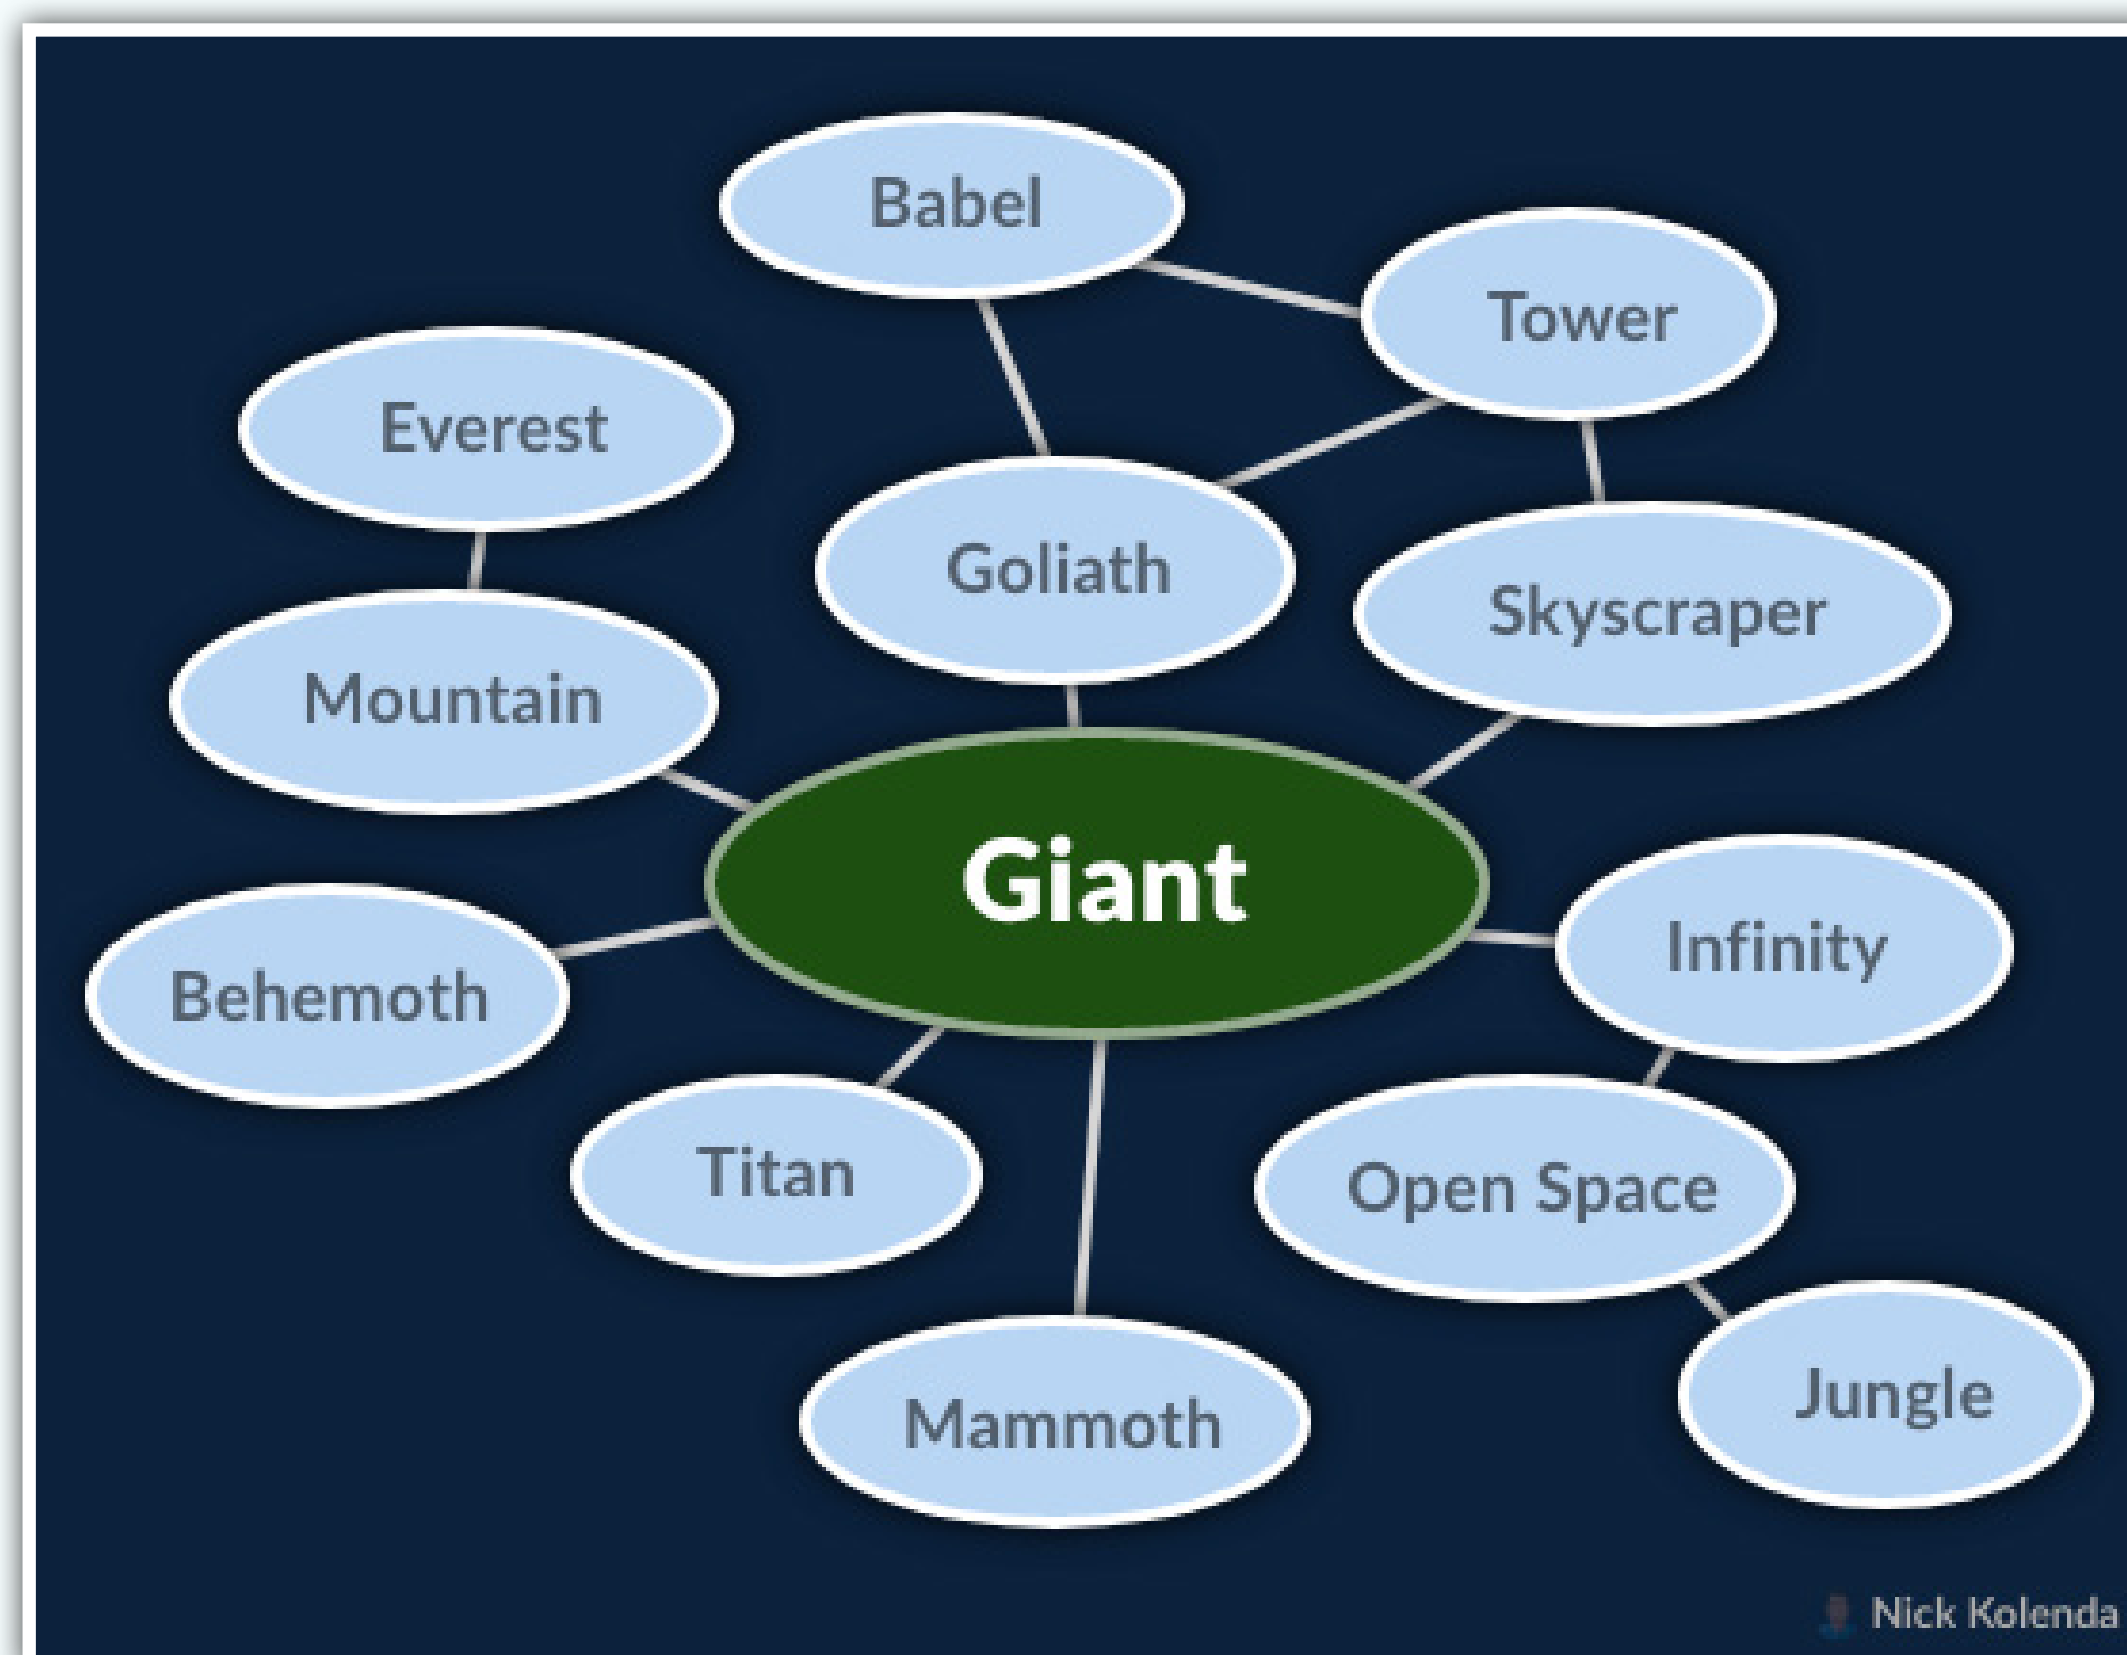 Babel
Tower
Everest
Goliath
Skyscraper
Mountain
Giant
Infinity
Behemoth
Titan
Open Space
Jungle
Mammoth
Nick Kolenda